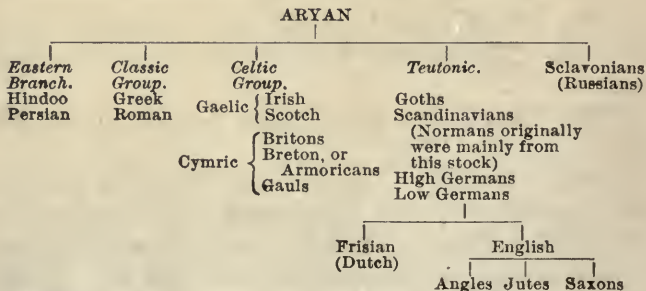 ARYAN
Eastern Branch.
Hindoo
Persian
Classic Group.
Greek
Roman
Celtic Group.
Gaelic { Irish
Scotch
Cymric { Britons
Breton, or
Armoricans
Gauls
Teutonic.
Goths
Scandinavians
(Normans originally
were mainly from
this stock)
High Germans
Low Germans
Sclavonians
(Russians)
Frisian
(Dutch)
English
Angles Jutes Saxons